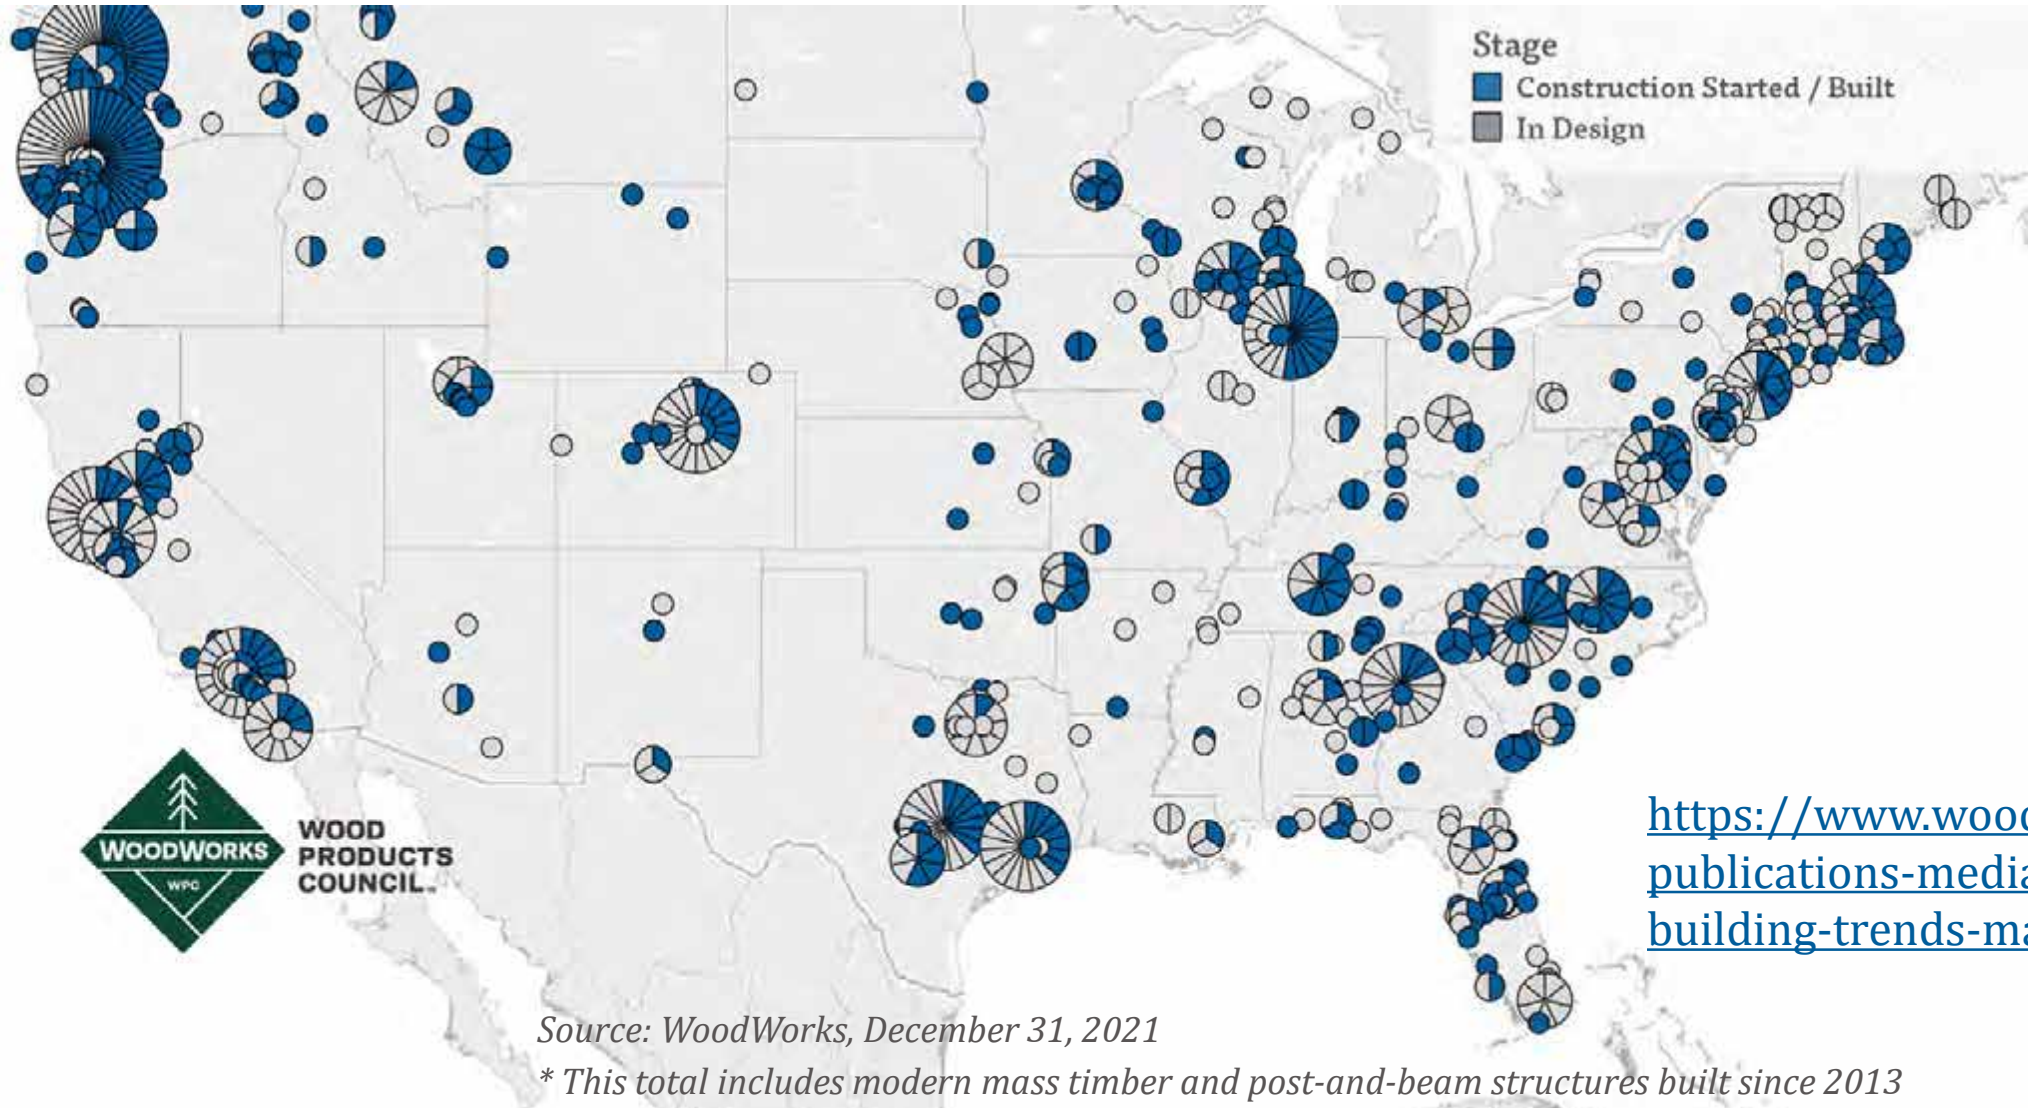 Stage
Construction Started / Built
In Design
WOODWORKS
WPC
WOOD
PRODUCTS
COUNCIL
https://www.wood
publications-media
building-trends-ma
Source: WoodWorks, December 31, 2021
* This total includes modern mass timber and post-and-beam structures built since 2013